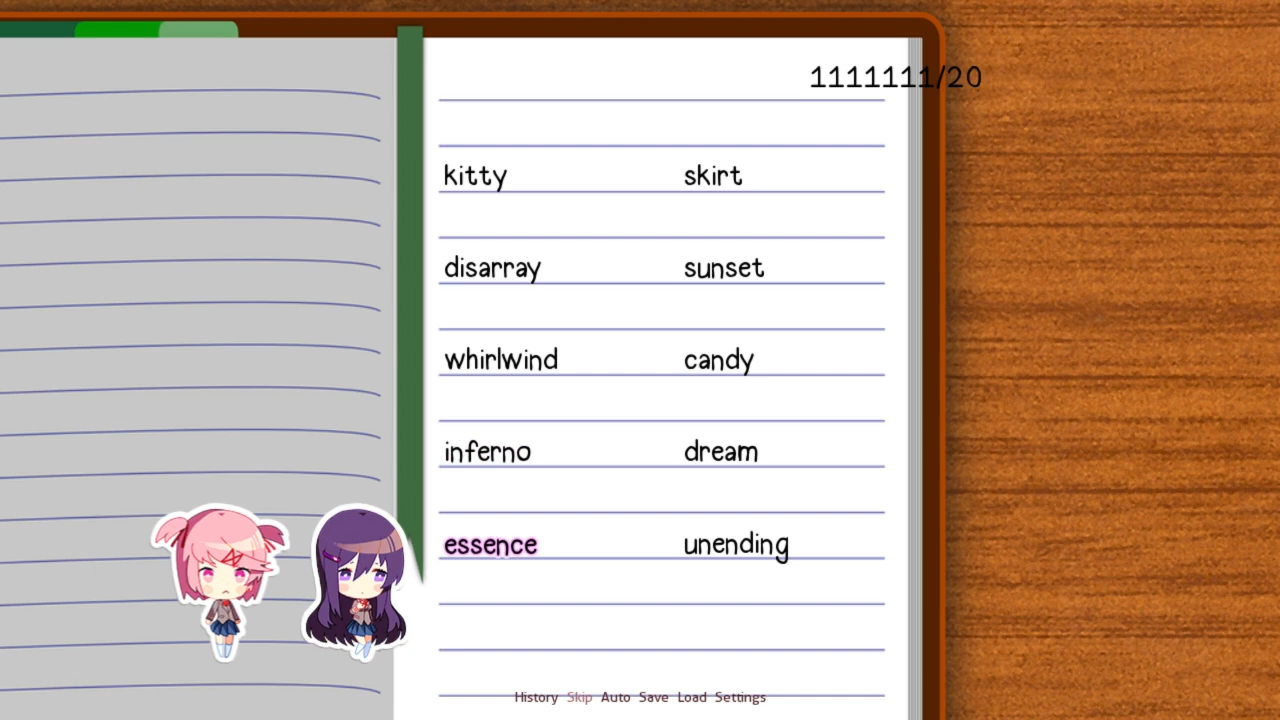 1111111/20
kitty skirt
disarray sunset
whirlwind candy
inferno dream
essence unending
History Skip Auto Save Load Settings